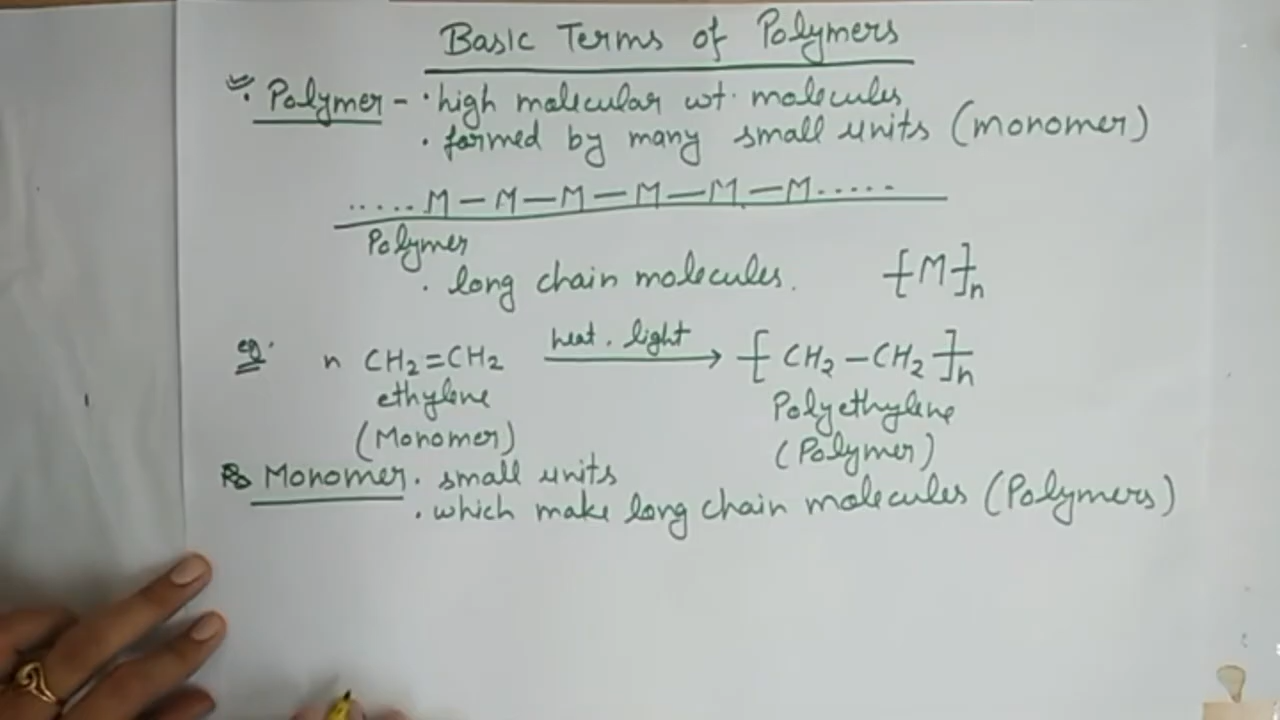 Basic Terms of Polymers
Polymer - • high molecular wt. molecules
• formed by many small units (monomer)
.....M—M—M—M—M—M.....
Polymer
• long chain molecules. [M]n
eg. n CH2=CH2 heat, light → [CH2—CH2]n
ethylene Polyethylene
(Monomer) (Polymer)
Monomer • small units
• which make long chain molecules (Polymers)